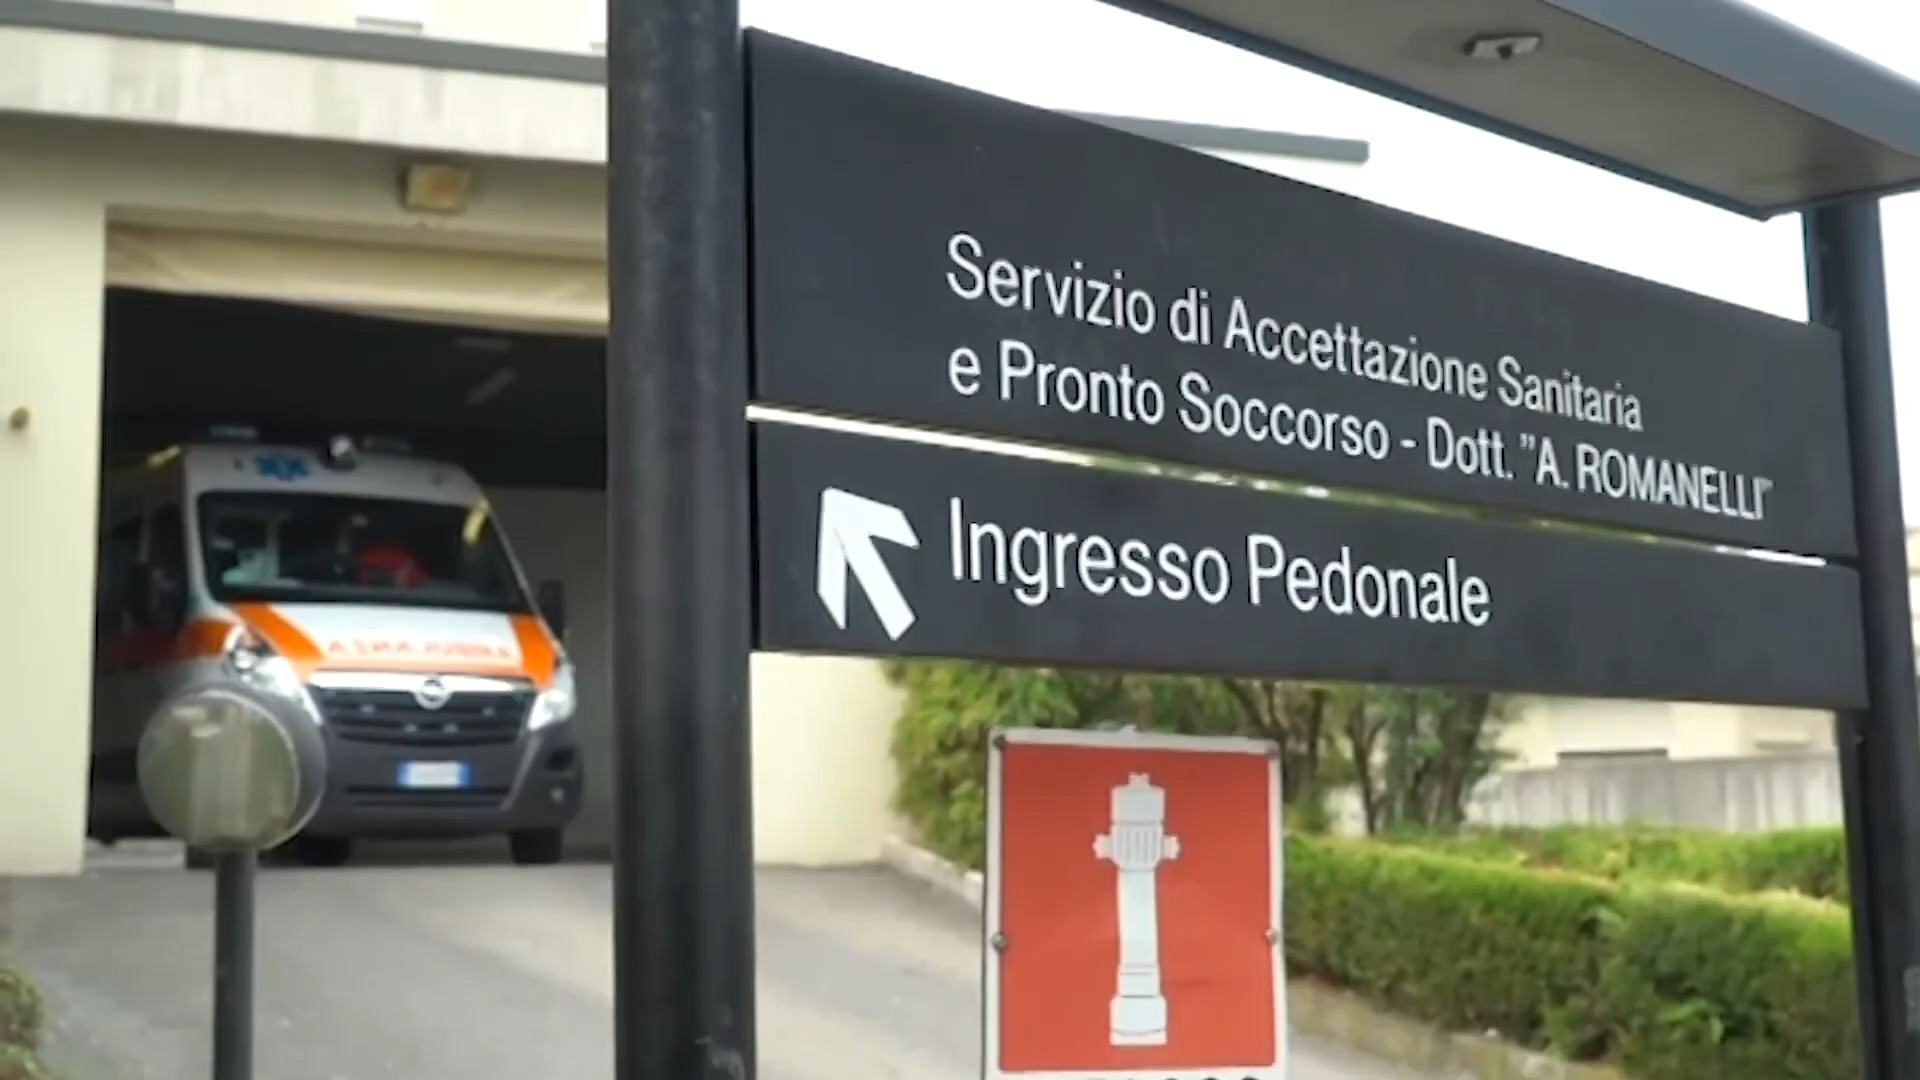 Servizio di Accettazione Sanitaria
e Pronto Soccorso - Dott. "A. ROMANELLI"
Ingresso Pedonale